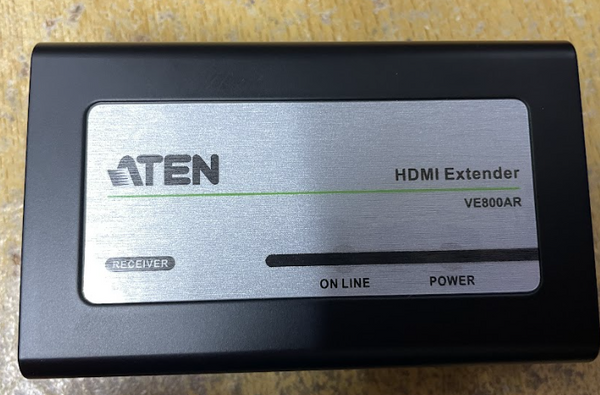 ATEN
HDMI Extender
VE800AR
RECEIVER
ON LINE
POWER